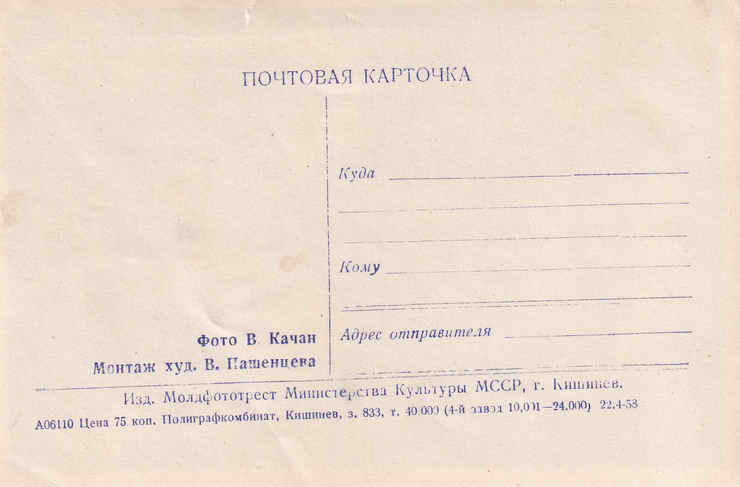 ПОЧТОВАЯ КАРТОЧКА
Куда
Кому
Адрес отправителя
Фото В. Качан
Монтаж худ. В. Пашенцева
Изд. Молдфототрест Министерства Культуры МССР, г. Кишинев.
А06110 Цена 75 коп. Полиграфкомбинат, Кишинев, з. 833, т. 40.000 (4-й завод 10,001—24.000) 22.4-58